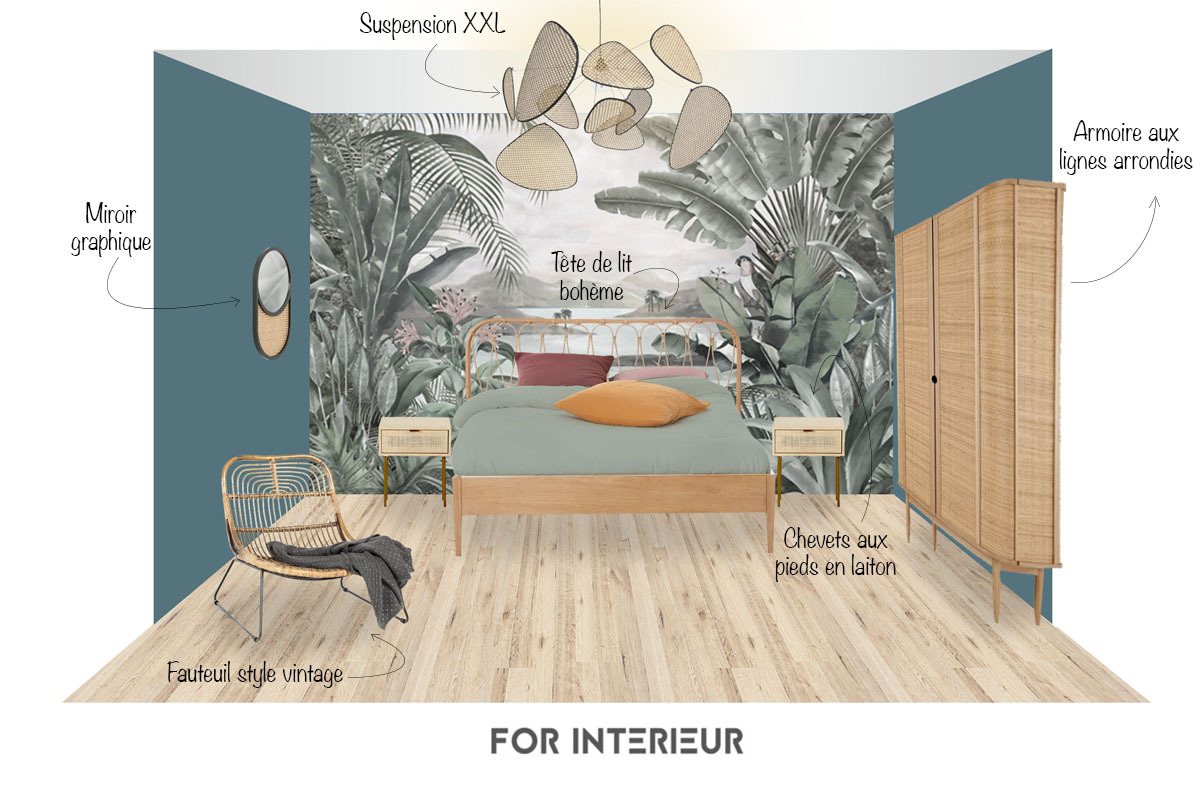 Suspension XXL
Armoire aux
lignes arrondies
Miroir
graphique
Tête de lit
bohème
Chevets aux
pieds en laiton
Fauteuil style vintage
FOR INTERIEUR